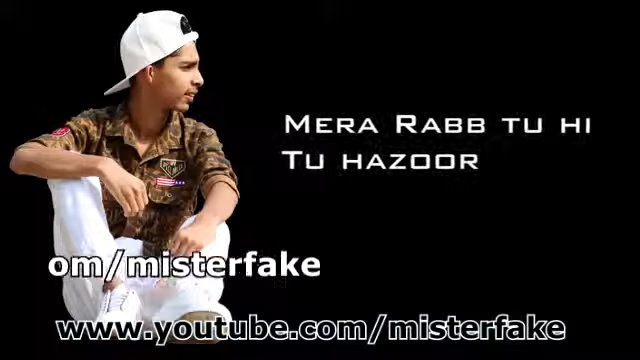 MERA RABB TU HI
TU HAZOOR
om/misterfake
www.youtube.com/misterfake